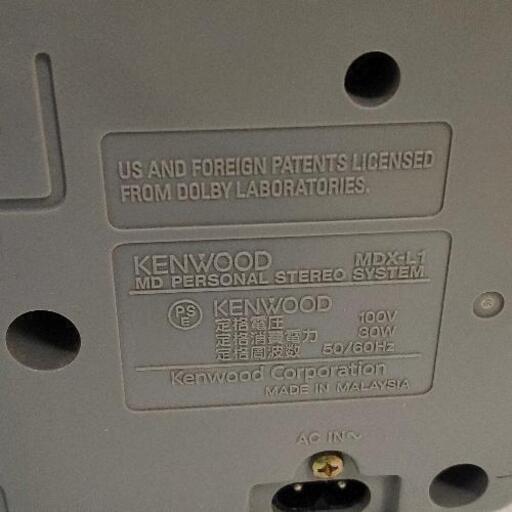 US AND FOREIGN PATENTS LICENSED
FROM DOLBY LABORATORIES.
KENWOOD MDX-L1
MD PERSONAL STEREO SYSTEM
PSE KENWOOD
定格電圧 100V
定格消費電力 30W
定格周波数 50/60Hz
Kenwood Corporation
MADE IN MALAYSIA
AC IN~